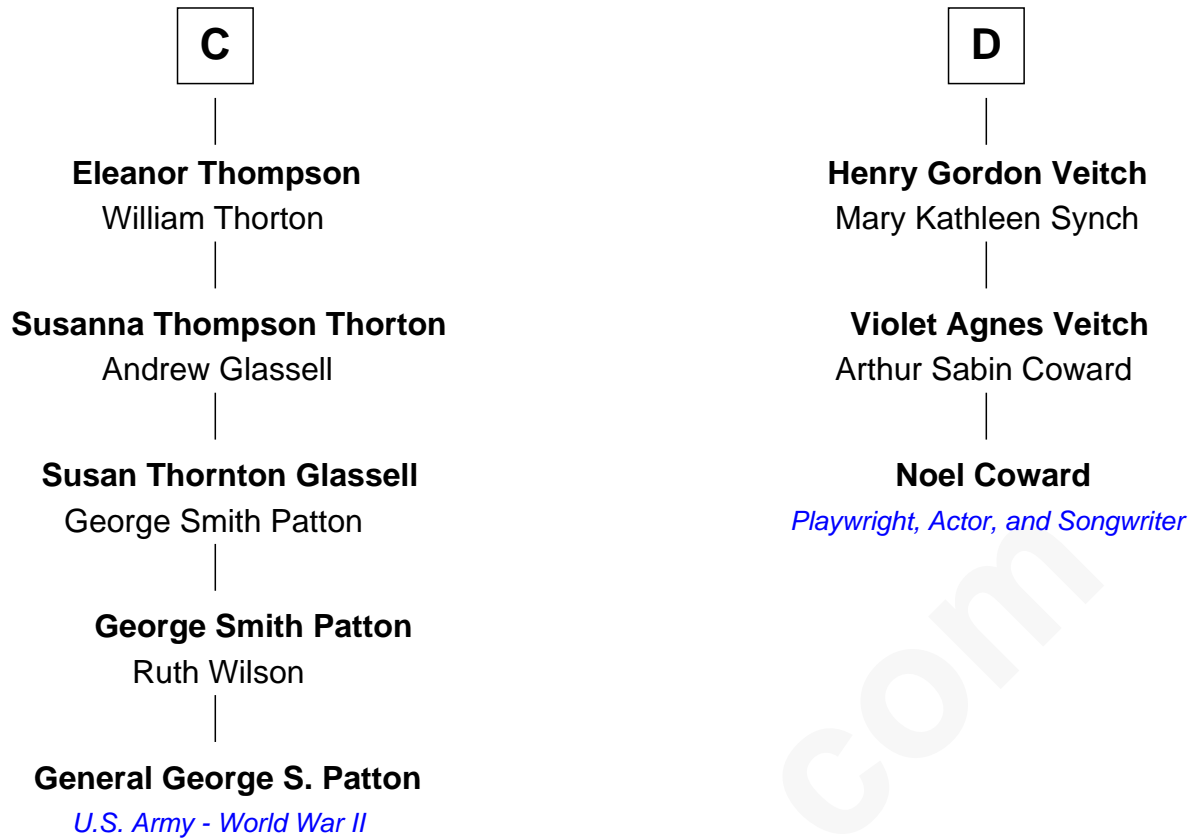 C
Eleanor Thompson
William Thorton
Susanna Thompson Thorton
Andrew Glassell
Susan Thornton Glassell
George Smith Patton
George Smith Patton
Ruth Wilson
General George S. Patton
U.S. Army - World War II
D
Henry Gordon Veitch
Mary Kathleen Synch
Violet Agnes Veitch
Arthur Sabin Coward
Noel Coward
Playwright, Actor, and Songwriter
com